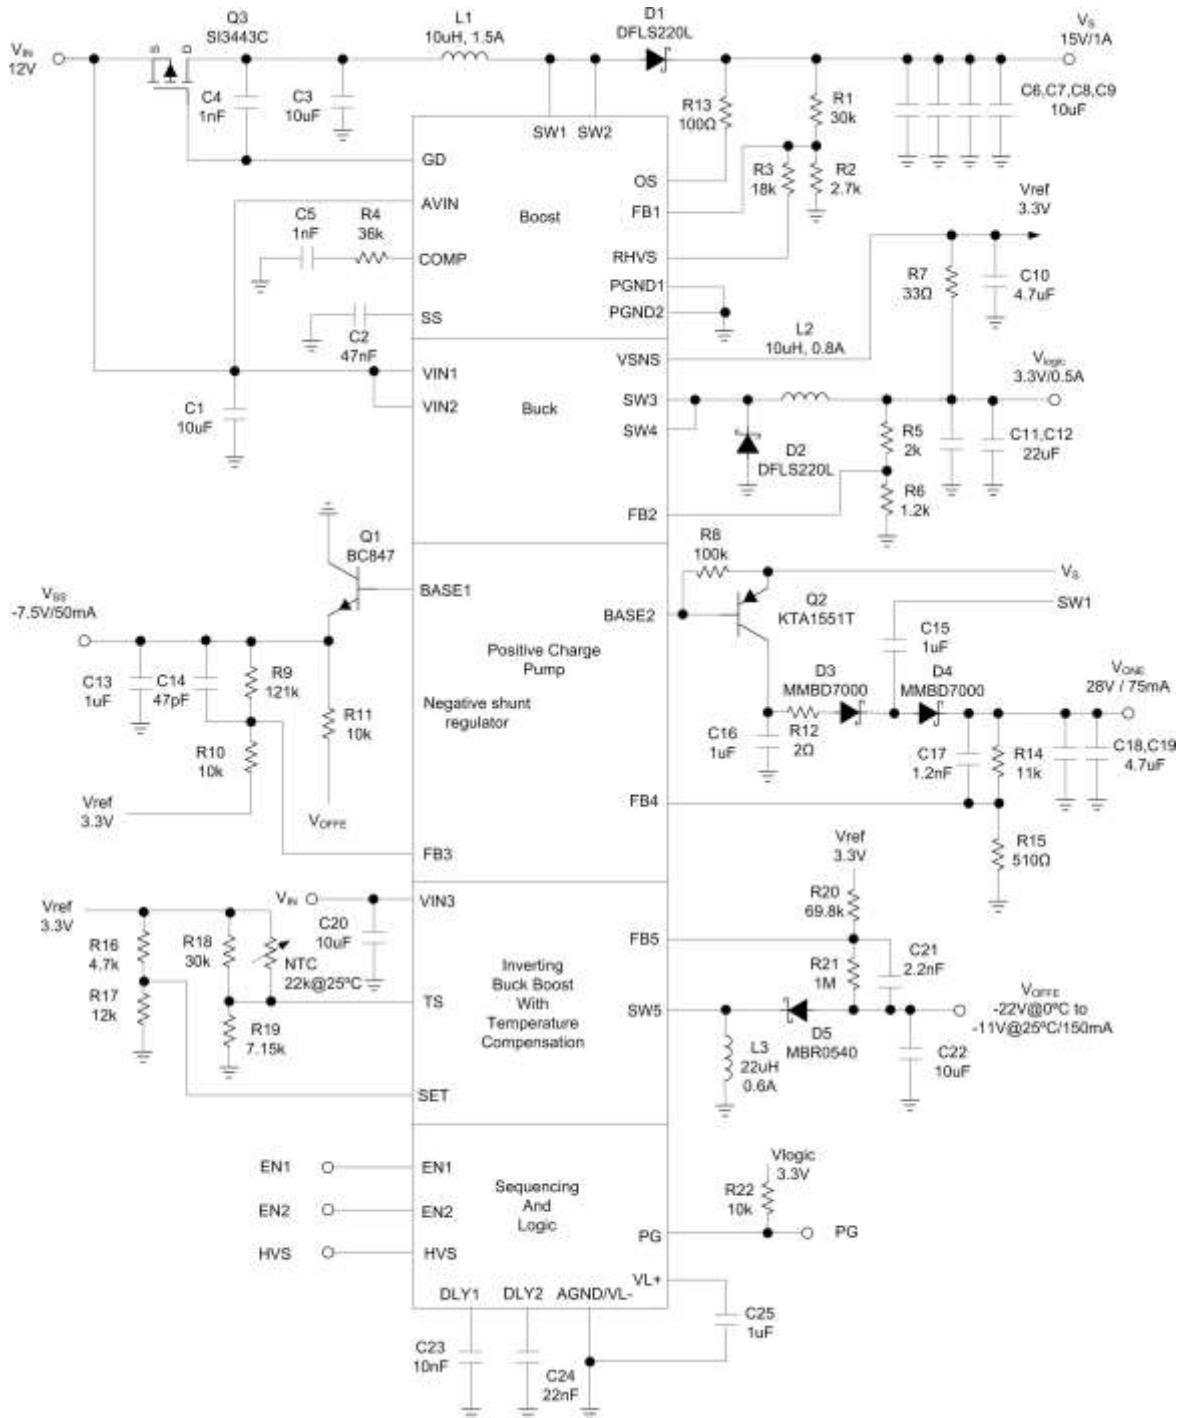 Q3
SI3443C
L1
10uH, 1.5A
D1
DFLS220L
VS
15V/1A
VIN
12V
S
D
C4
1nF
C3
10uF
R13
100Ω
R1
30k
C6,C7,C8,C9
10uF
SW1
SW2
GD
OS
R3
18k
R2
2.7k
Vref
3.3V
AVIN
FB1
C5
1nF
R4
36k
Boost
COMP
RHVS
R7
33Ω
C10
4.7uF
PGND1
PGND2
SS
C2
47nF
L2
10uH, 0.8A
VSNS
Vlogic
3.3V/0.5A
VIN1
VIN2
Buck
SW3
SW4
C1
10uF
R5
2k
C11,C12
22uF
D2
DFLS220L
R6
1.2k
FB2
Q1
BC847
R8
100k
VS
VSS
-7.5V/50mA
BASE1
BASE2
Q2
KTA1551T
SW1
C15
1uF
Positive Charge
Pump
C13
1uF
C14
47pF
R9
121k
D3
MMBD7000
D4
MMBD7000
VONE
28V / 75mA
Negative shunt
regulator
R11
10k
R10
10k
C16
1uF
R12
2Ω
C17
1.2nF
R14
11k
C18,C19
4.7uF
Vref
3.3V
VOFFE
FB4
FB3
R15
510Ω
Vref
3.3V
VIN
VIN3
R20
69.8k
Vref
3.3V
C20
10uF
FB5
R16
4.7k
R18
30k
NTC
22k@25ºC
Inverting
Buck Boost
With
Temperature
Compensation
R21
1M
C21
2.2nF
R17
12k
TS
SW5
VOFFE
-22V@0ºC to
-11V@25ºC/150mA
R19
7.15k
D5
MBR0540
L3
22uH
0.6A
C22
10uF
SET
EN1
EN1
Sequencing
And
Logic
Vlogic
3.3V
R22
10k
EN2
EN2
PG
PG
HVS
HVS
VL+
DLY1
DLY2
AGND/VL-
C25
1uF
C23
10nF
C24
22nF